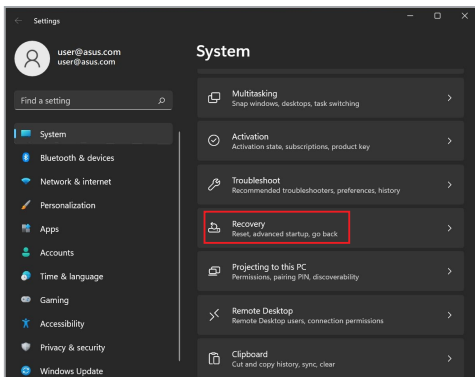 Settings
user@asus.com
user@asus.com
Find a setting
System
Bluetooth & devices
Network & internet
Personalization
Apps
Accounts
Time & language
Gaming
Accessibility
Privacy & security
Windows Update
System
Multitasking
Snap windows, desktops, task switching
Activation
Activation state, subscriptions, product key
Troubleshoot
Recommended troubleshooters, preferences, history
Recovery
Reset, advanced startup, go back
Projecting to this PC
Permissions, pairing PIN, discoverability
Remote Desktop
Remote Desktop users, connection permissions
Clipboard
Cut and copy history, sync, clear